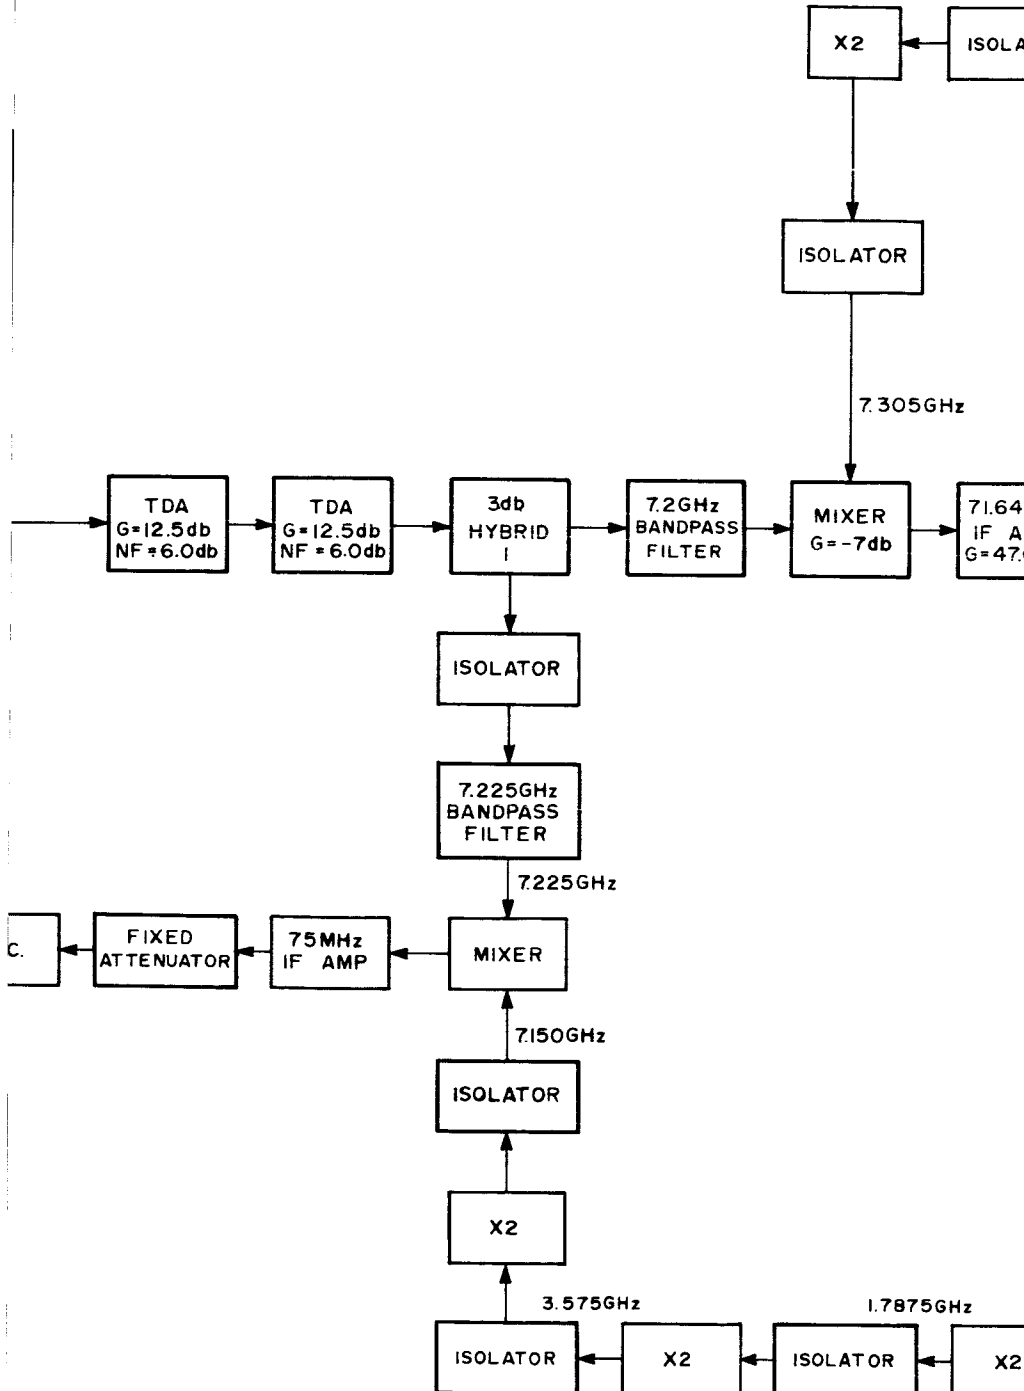 X2
ISOLA
ISOLATOR
7.305GHz
TDA
G=12.5db
NF=6.0db
TDA
G=12.5db
NF=6.0db
3db
HYBRID
1
7.2GHz
BANDPASS
FILTER
MIXER
G=-7db
71.64
IF A
G=47.
ISOLATOR
7.225GHz
BANDPASS
FILTER
7.225GHz
C.
FIXED
ATTENUATOR
75MHz
IF AMP
MIXER
7.150GHz
ISOLATOR
X2
3.575GHz
1.7875GHz
ISOLATOR
X2
ISOLATOR
X2